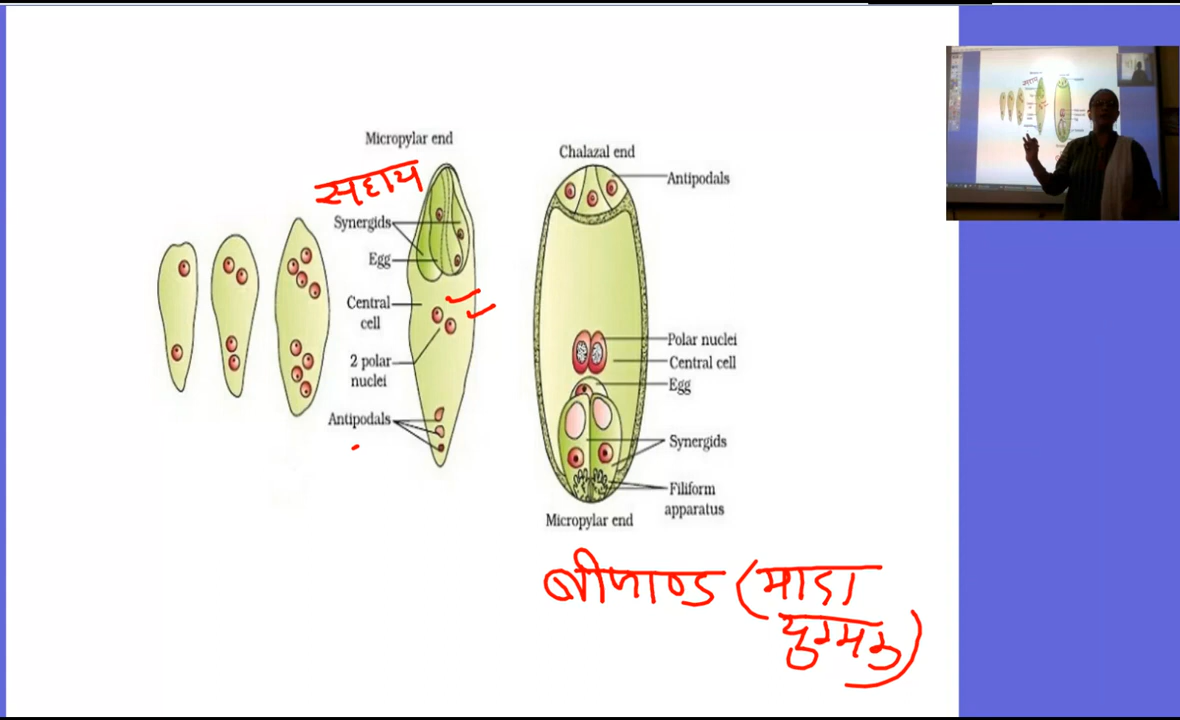 Micropylar end
सहाय
Synergids
Egg
Central
cell
2 polar
nuclei
Antipodals
Chalazal end
Antipodals
Polar nuclei
Central cell
Egg
Synergids
Filiform
apparatus
Micropylar end
बीजाण्ड (मादा
युग्मक)